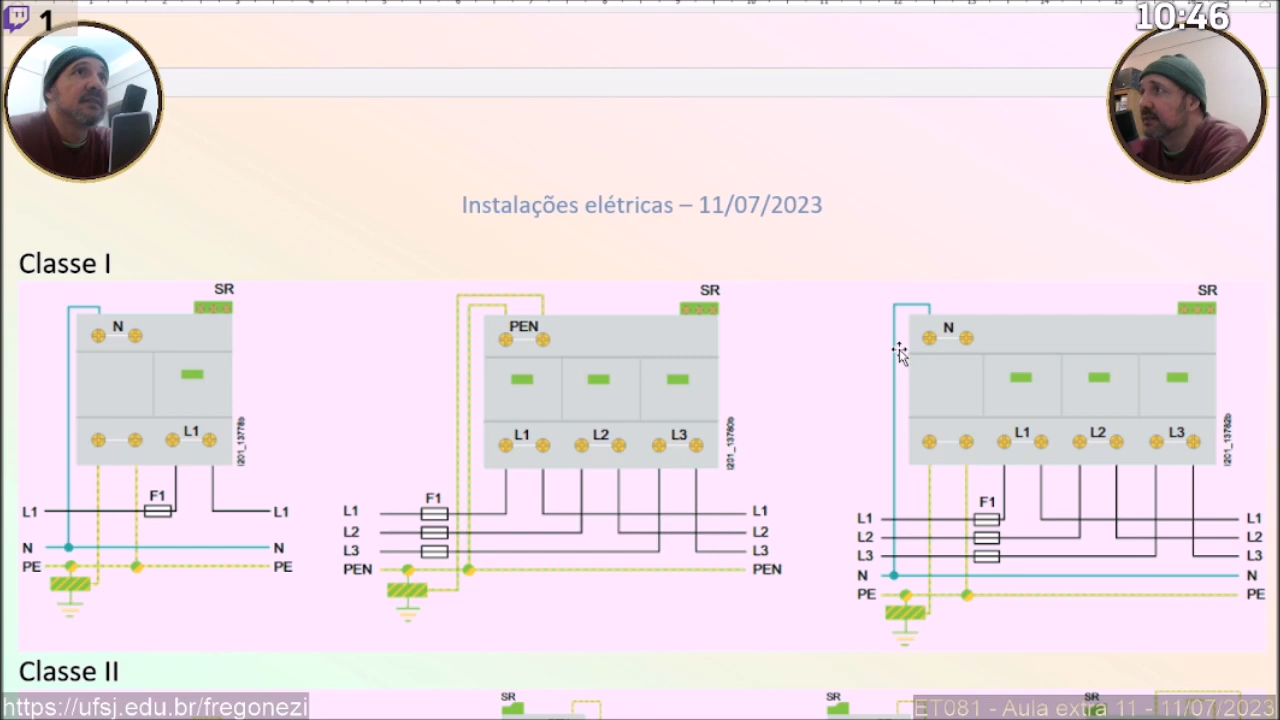 1
10:46
Instalações elétricas – 11/07/2023
Classe I
SR
N
L1
I201_13778b
F1
L1
L1
N
N
PE
PE
SR
PEN
L1
L2
L3
I201_13780b
F1
L1
L1
L2
L2
L3
L3
PEN
PEN
SR
N
L1
L2
L3
I201_13782b
F1
L1
L1
L2
L2
L3
L3
N
N
PE
PE
Classe II
SR
SR
SR
https://ufsj.edu.br/fregonezi
ET081 - Aula extra 11 - 11/07/2023